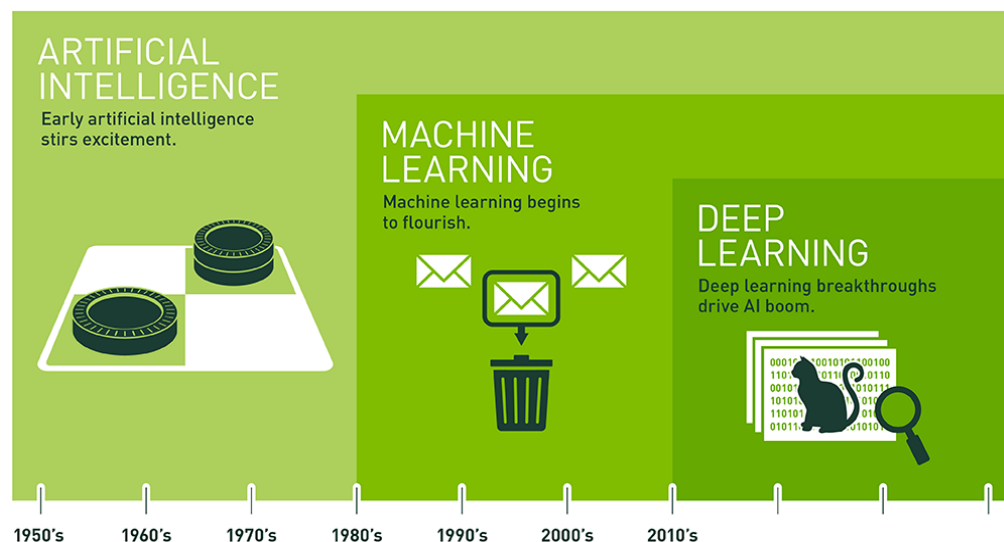 ARTIFICIAL
INTELLIGENCE
Early artificial intelligence
stirs excitement.
MACHINE
LEARNING
Machine learning begins
to flourish.
DEEP
LEARNING
Deep learning breakthroughs
drive AI boom.
1950's
1960's
1970's
1980's
1990's
2000's
2010's